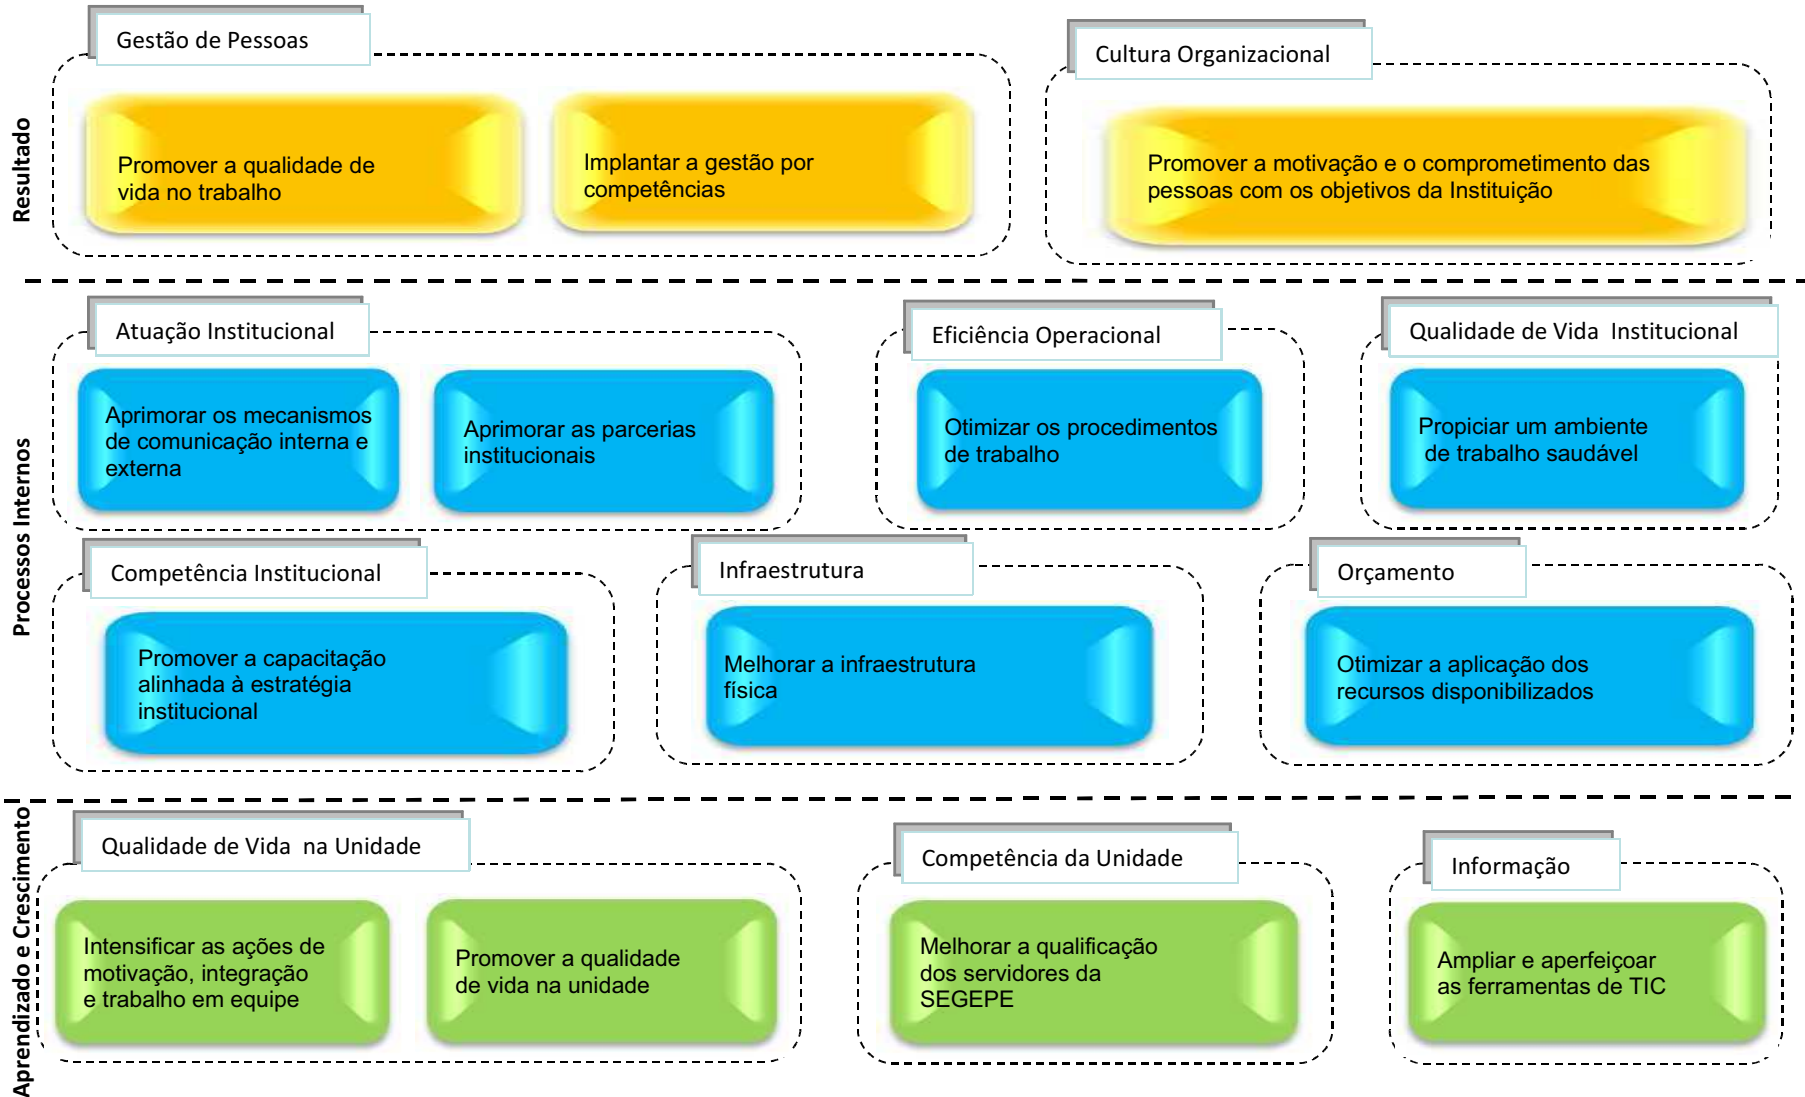 Resultado
Gestão de Pessoas
Promover a qualidade de
vida no trabalho
Implantar a gestão por
competências
Cultura Organizacional
Promover a motivação e o comprometimento das
pessoas com os objetivos da Instituição
Processos Internos
Atuação Institucional
Aprimorar os mecanismos
de comunicação interna e
externa
Aprimorar as parcerias
institucionais
Eficiência Operacional
Otimizar os procedimentos
de trabalho
Qualidade de Vida  Institucional
Propiciar um ambiente
de trabalho saudável
Competência Institucional
Promover a capacitação
alinhada à estratégia
institucional
Infraestrutura
Melhorar a infraestrutura
física
Orçamento
Otimizar a aplicação dos
recursos disponibilizados
Aprendizado e Crescimento
Qualidade de Vida  na Unidade
Intensificar as ações de
motivação, integração
e trabalho em equipe
Promover a qualidade
de vida na unidade
Competência da Unidade
Melhorar a qualificação
dos servidores da
SEGEPE
Informação
Ampliar e aperfeiçoar
as ferramentas de TIC